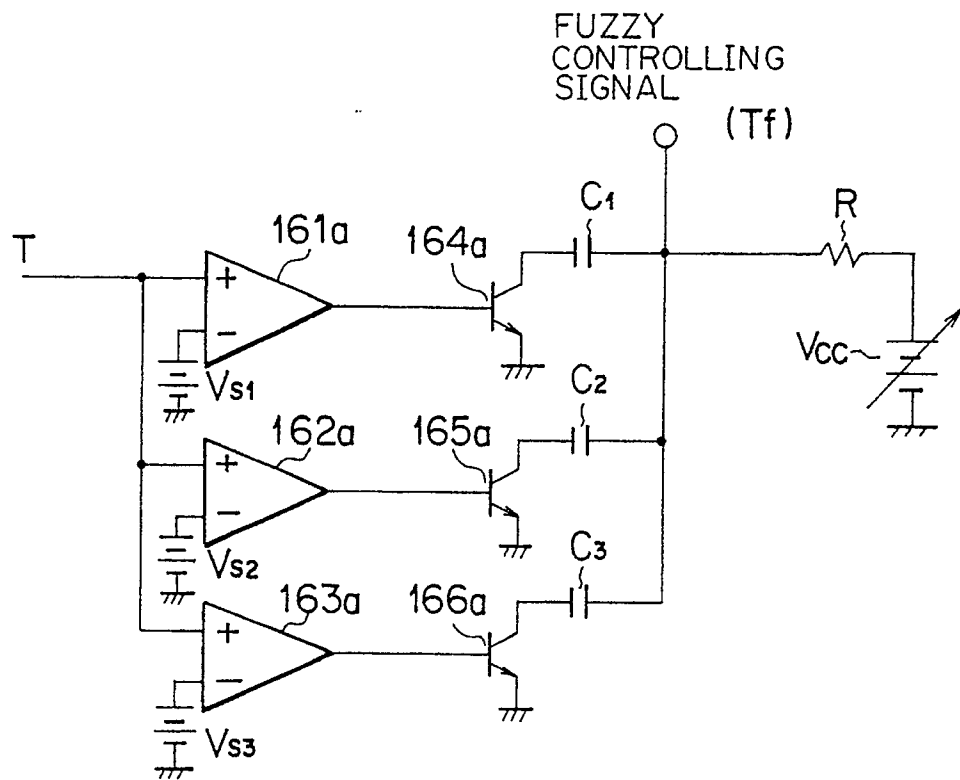 FUZZY
CONTROLLING
SIGNAL
(Tf)
C1
R
T
161a
164a
+
−
VS1
VCC
C2
162a
165a
+
−
VS2
C3
163a
166a
+
−
VS3